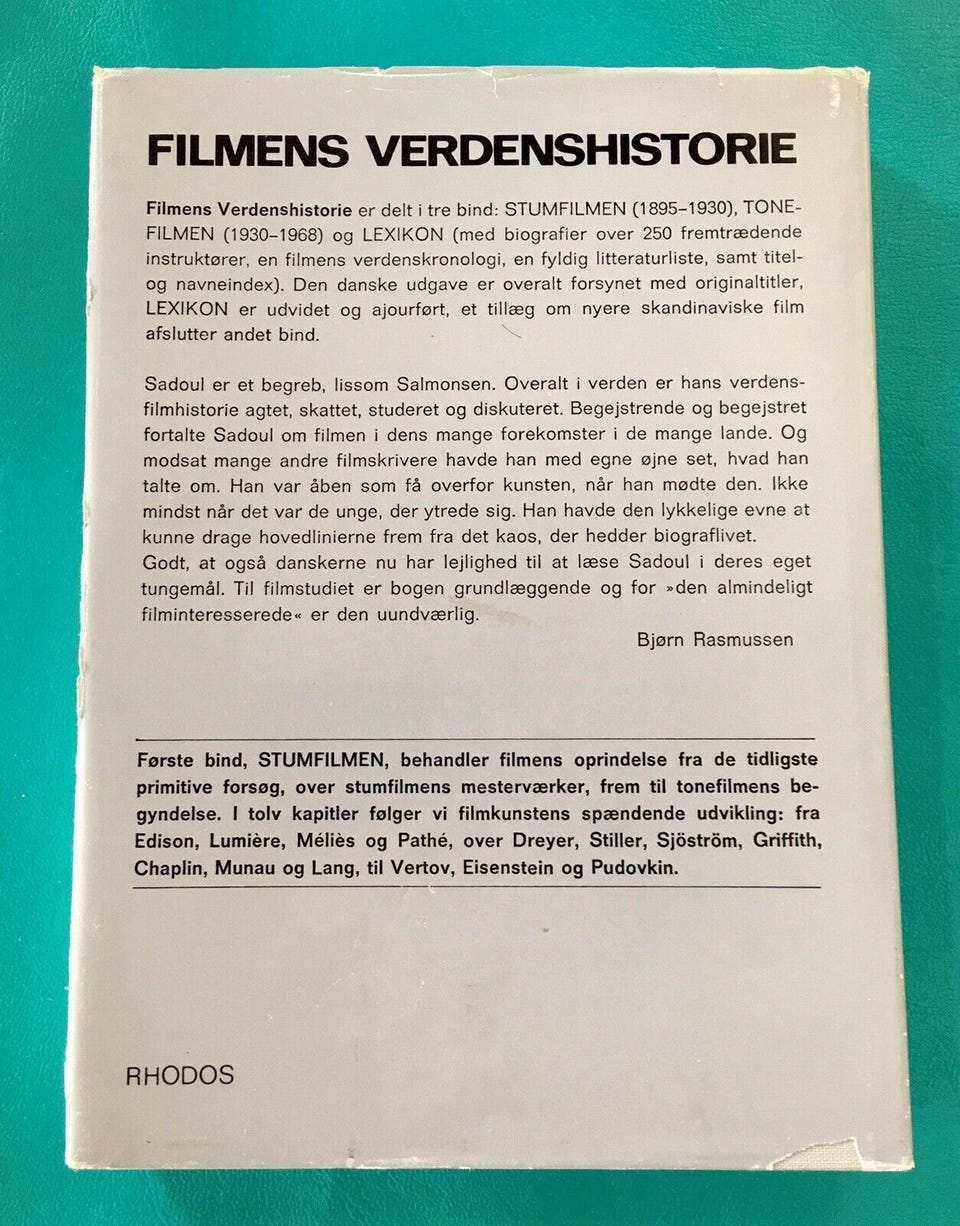 FILMENS VERDENSHISTORIE
Filmens Verdenshistorie er delt i tre bind: STUMFILMEN (1895-1930), TONE-
FILMEN (1930-1968) og LEXIKON (med biografier over 250 fremtrædende
instruktører, en filmens verdenskronologi, en fyldig litteraturliste, samt titel-
og navneindex). Den danske udgave er overalt forsynet med originaltitler,
LEXIKON er udvidet og ajourført, et tillæg om nyere skandinaviske film
afslutter andet bind.
Sadoul er et begreb, lissom Salmonsen. Overalt i verden er hans verdens-
filmhistorie agtet, skattet, studeret og diskuteret. Begejstrende og begejstret
fortalte Sadoul om filmen i dens mange forekomster i de mange lande. Og
modsat mange andre filmskrivere havde han med egne øjne set, hvad han
talte om. Han var åben som få overfor kunsten, når han mødte den. Ikke
mindst når det var de unge, der ytrede sig. Han havde den lykkelige evne at
kunne drage hovedlinierne frem fra det kaos, der hedder biograflivet.
Godt, at også danskerne nu har lejlighed til at læse Sadoul i deres eget
tungemål. Til filmstudiet er bogen grundlæggende og for »den almindeligt
filminteresserede« er den uundværlig.
Bjørn Rasmussen
Første bind, STUMFILMEN, behandler filmens oprindelse fra de tidligste
primitive forsøg, over stumfilmens mesterværker, frem til tonefilmens be-
gyndelse. I tolv kapitler følger vi filmkunstens spændende udvikling: fra
Edison, Lumière, Méliès og Pathé, over Dreyer, Stiller, Sjöström, Griffith,
Chaplin, Munau og Lang, til Vertov, Eisenstein og Pudovkin.
RHODOS